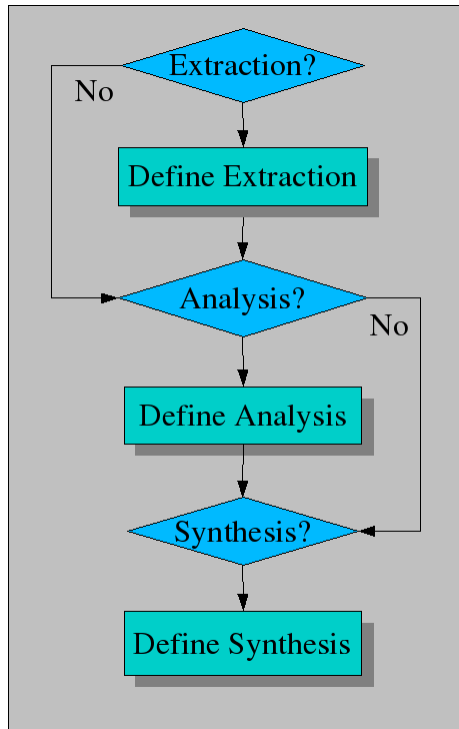 Extraction?
No
Define Extraction
Analysis?
No
Define Analysis
Synthesis?
Define Synthesis